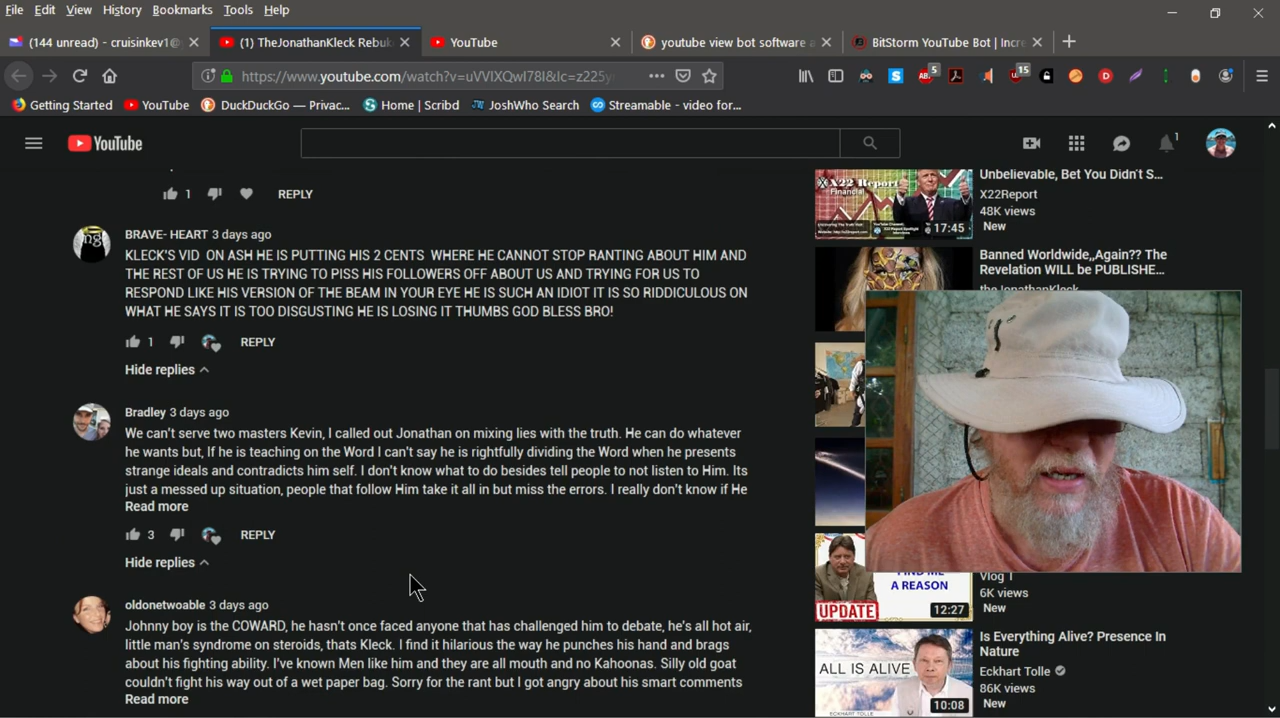 File Edit View History Bookmarks Tools Help
(144 unread) - cruisinkev1@
(1) TheJonathanKleck Rebuk
YouTube
youtube view bot software a
BitStorm YouTube Bot | Incre
https://www.youtube.com/watch?v=uVVIXQwI78I&lc=z225y
5
15
Getting Started
YouTube
DuckDuckGo — Privac...
Home | Scribd
JoshWho Search
Streamable - video for...
YouTube
1
1 REPLY
BRAVE- HEART 3 days ago
KLECK'S VID ON ASH HE IS PUTTING HIS 2 CENTS WHERE HE CANNOT STOP RANTING ABOUT HIM AND
THE REST OF US HE IS TRYING TO PISS HIS FOLLOWERS OFF ABOUT US AND TRYING FOR US TO
RESPOND LIKE HIS VERSION OF THE BEAM IN YOUR EYE HE IS SUCH AN IDIOT IT IS SO RIDDICULOUS ON
WHAT HE SAYS IT IS TOO DISGUSTING HE IS LOSING IT THUMBS GOD BLESS BRO!
1 REPLY
Hide replies
Bradley 3 days ago
We can't serve two masters Kevin, I called out Jonathan on mixing lies with the truth. He can do whatever
he wants but, If he is teaching on the Word I can't say he is rightfully dividing the Word when he presents
strange ideals and contradicts him self. I don't know what to do besides tell people to not listen to Him. Its
just a messed up situation, people that follow Him take it all in but miss the errors. I really don't know if He
Read more
3 REPLY
Hide replies
oldonetwoable 3 days ago
Johnny boy is the COWARD, he hasn't once faced anyone that has challenged him to debate, he's all hot air,
little man's syndrome on steroids, thats Kleck. I find it hilarious the way he punches his hand and brags
about his fighting ability. I've known Men like him and they are all mouth and no Kahoonas. Silly old goat
couldn't fight his way out of a wet paper bag. Sorry for the rant but I got angry about his smart comments
Read more
X22 Report
Financial
17:45
Unbelievable, Bet You Didn't S...
X22Report
48K views
New
Banned Worldwide,,Again?? The
Revelation WILL be PUBLISHE...
the JonathanKleck
FIND ME
A REASON
UPDATE
12:27
Vlog 1
6K views
New
ALL IS ALIVE
ECKHART TOLLE
10:08
Is Everything Alive? Presence In
Nature
Eckhart Tolle
86K views
New